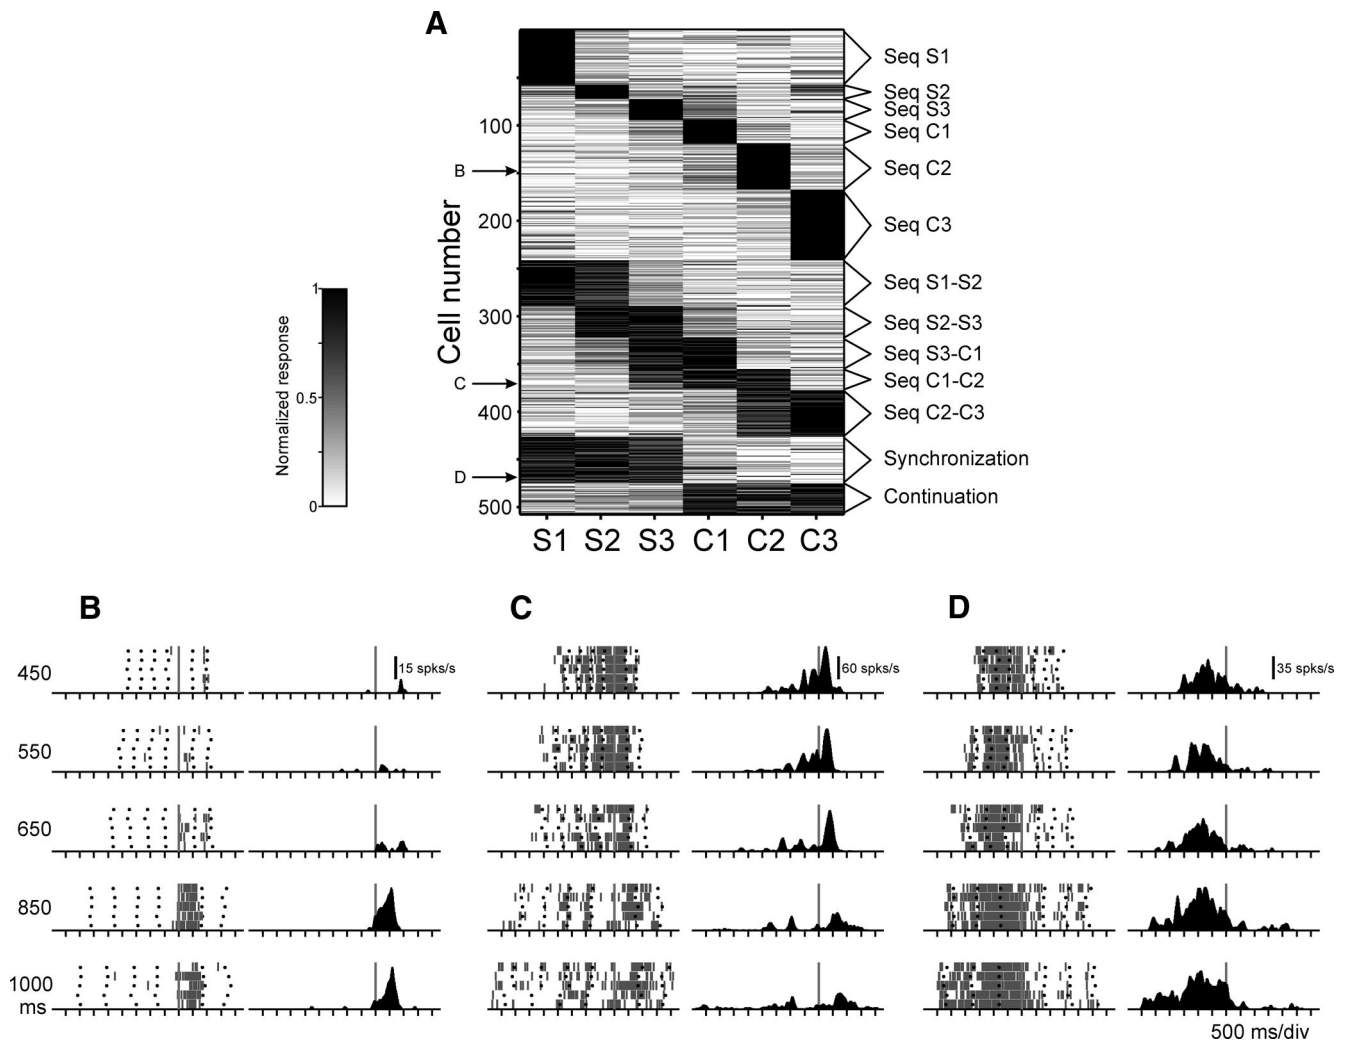 A
Seq S1
Seq S2
Seq S3
100
Seq C1
B
Seq C2
200
Seq C3
Cell number
Seq S1-S2
1
300
Seq S2-S3
Normalized response
Seq S3-C1
C
Seq C1-C2
0.5
400
Seq C2-C3
Synchronization
D
Continuation
0
500
S1 S2 S3 C1 C2 C3
B
C
D
450
15 spks/s
60 spks/s
35 spks/s
550
650
850
1000
ms
500 ms/div